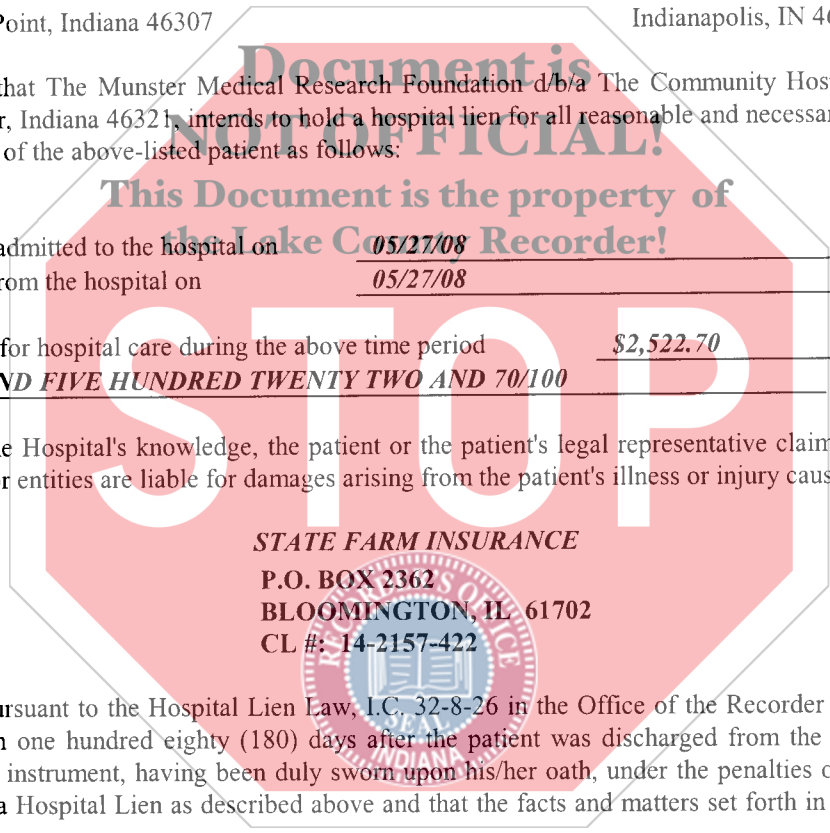 Point, Indiana 46307 Indianapolis, IN 46
Document is
that The Munster Medical Research Foundation d/b/a The Community Hos
r, Indiana 46321, intends to hold a hospital lien for all reasonable and necessar
NOT OFFICIAL!
of the above-listed patient as follows:
This Document is the property of
the Lake County Recorder!
admitted to the hospital on 05/27/08
rom the hospital on 05/27/08
STOP
for hospital care during the above time period $2,522.70
ND FIVE HUNDRED TWENTY TWO AND 70/100
e Hospital's knowledge, the patient or the patient's legal representative claim
or entities are liable for damages arising from the patient's illness or injury caus
STATE FARM INSURANCE
P.O. BOX 2362
BLOOMINGTON, IL 61702
CL #: 14-2157-422
RECORDER'S OFFICE
SEAL
INDIANA
ursuant to the Hospital Lien Law, I.C. 32-8-26 in the Office of the Recorder
n one hundred eighty (180) days after the patient was discharged from the
instrument, having been duly sworn upon his/her oath, under the penalties o
a Hospital Lien as described above and that the facts and matters set forth in